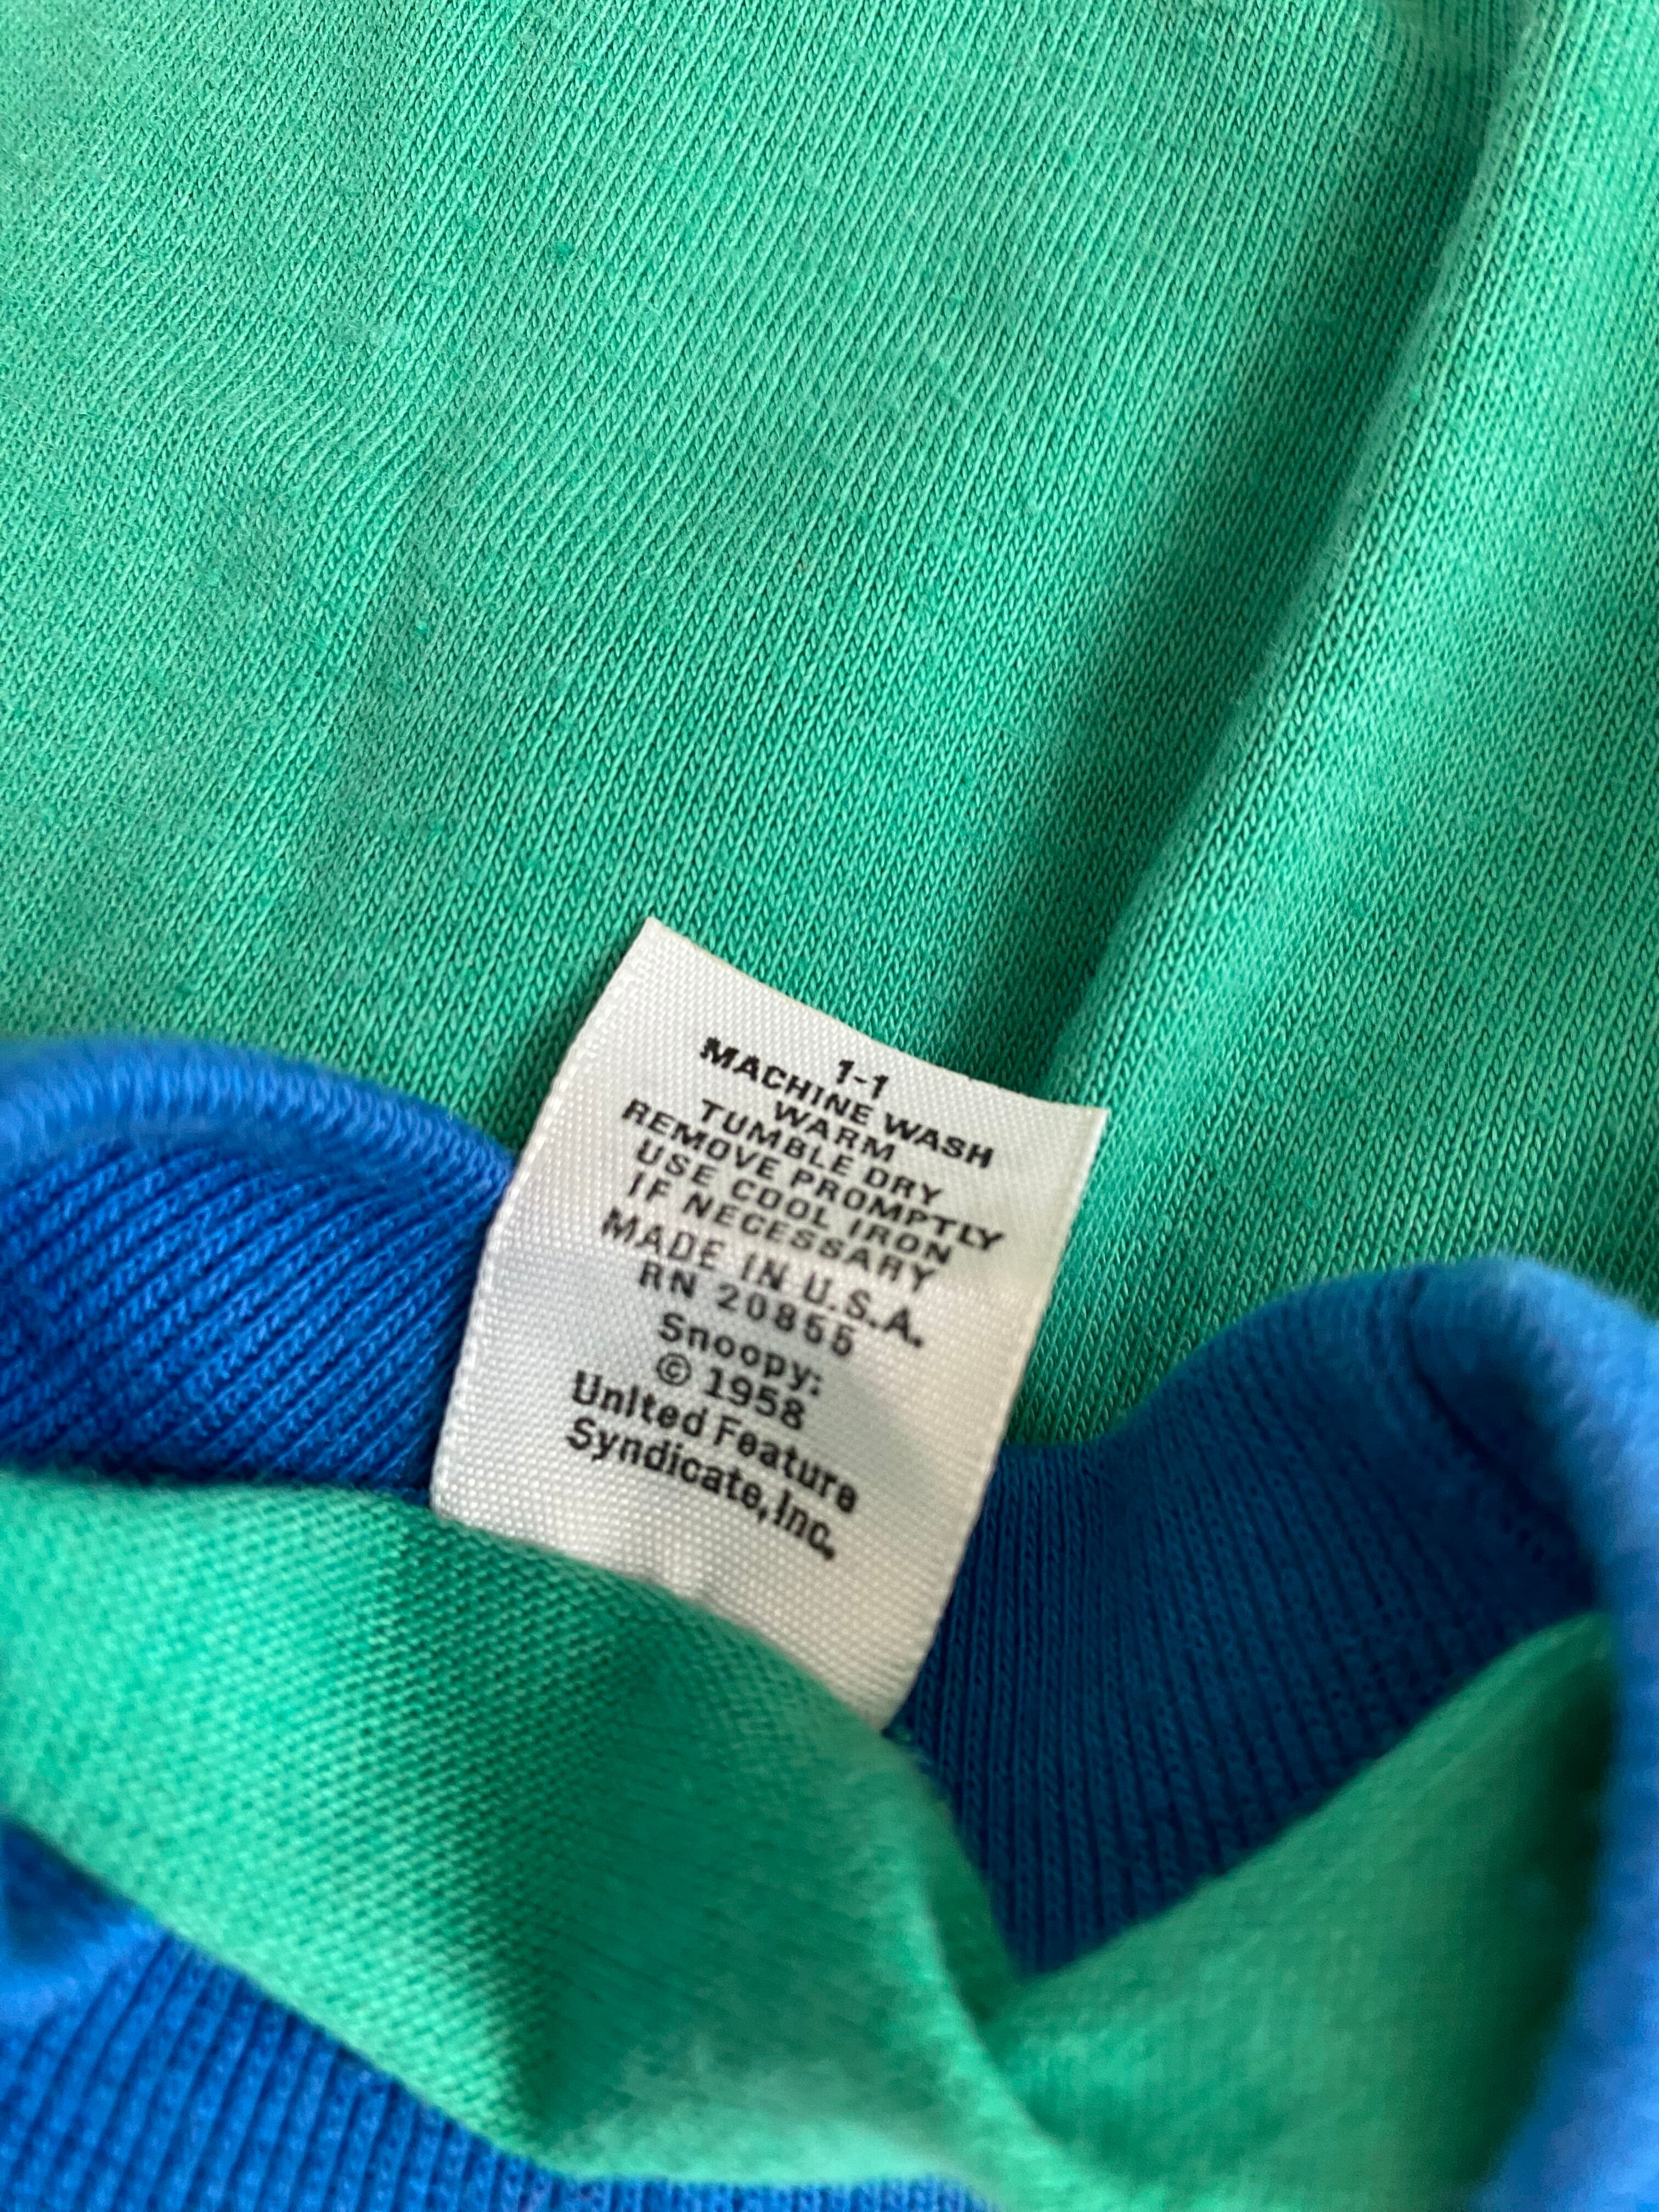 1-1
MACHINE WASH
WARM
TUMBLE DRY
REMOVE PROMPTLY
USE COOL IRON
IF NECESSARY
MADE IN U.S.A.
RN 20855
Snoopy:
© 1958
United Feature
Syndicate, Inc.